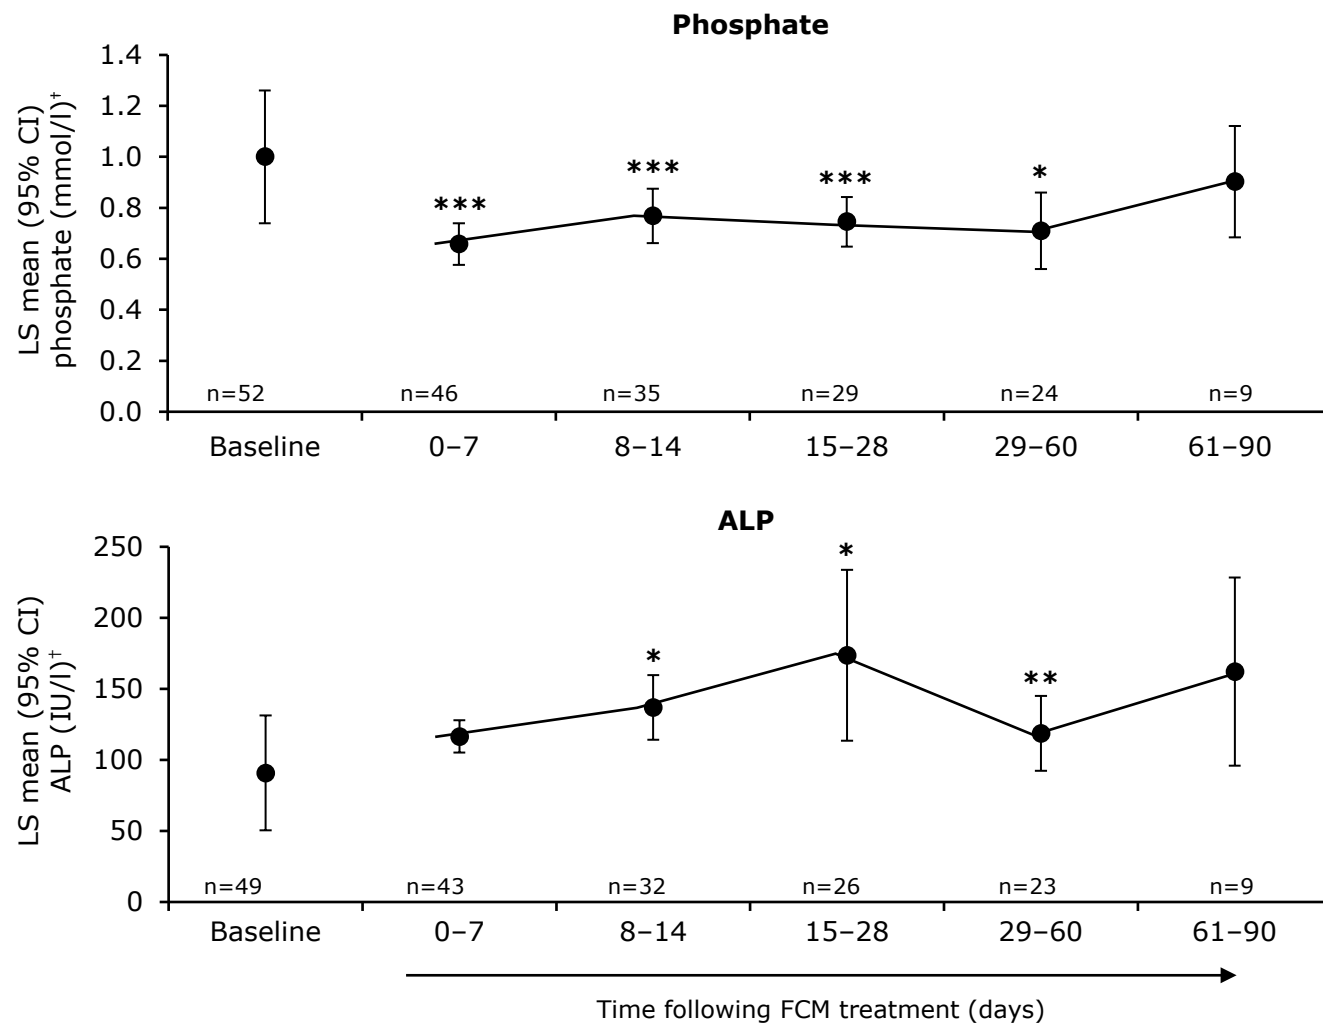 Phosphate
LS mean (95% CI)
phosphate (mmol/l)†
1.4
1.2
1.0
0.8
0.6
0.4
0.2
0.0
***
***
***
*
n=52 n=46 n=35 n=29 n=24 n=9
Baseline 0–7 8–14 15–28 29–60 61–90
ALP
LS mean (95% CI)
ALP (IU/l)†
250
200
150
100
50
0
*
*
**
n=49 n=43 n=32 n=26 n=23 n=9
Baseline 0–7 8–14 15–28 29–60 61–90
Time following FCM treatment (days)